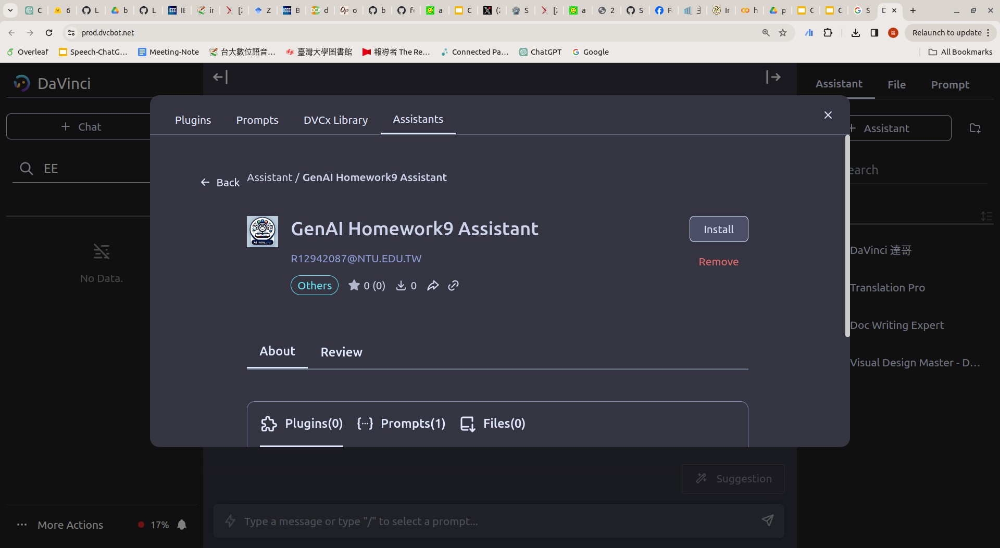 prod.dvcbot.net
Relaunch to update
Overleaf
Speech-ChatG...
Meeting-Note
台大數位語音...
臺灣大學圖書館
報導者 The Re...
Connected Pa...
ChatGPT
Google
All Bookmarks
DaVinci
Chat
EE
No Data.
More Actions
17%
Plugins
Prompts
DVCx Library
Assistants
Back
Assistant / GenAI Homework9 Assistant
GenAI Homework9 Assistant
Install
R12942087@NTU.EDU.TW
Remove
Others
0 (0)
0
About
Review
Plugins(0)
{···} Prompts(1)
Files(0)
Suggestion
Type a message or type "/" to select a prompt...
Assistant
File
Prompt
Assistant
earch
DaVinci 達哥
Translation Pro
Doc Writing Expert
Visual Design Master - D...